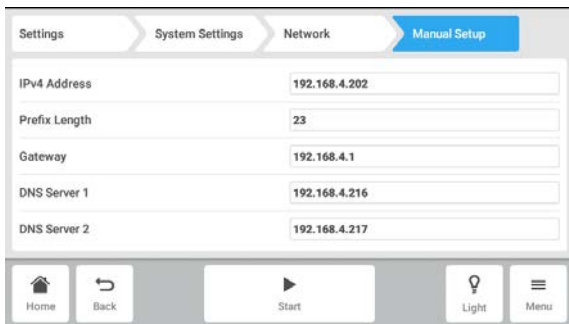 Settings System Settings Network Manual Setup
IPv4 Address 192.168.4.202
Prefix Length 23
Gateway 192.168.4.1
DNS Server 1 192.168.4.216
DNS Server 2 192.168.4.217
Home Back Start Light Menu